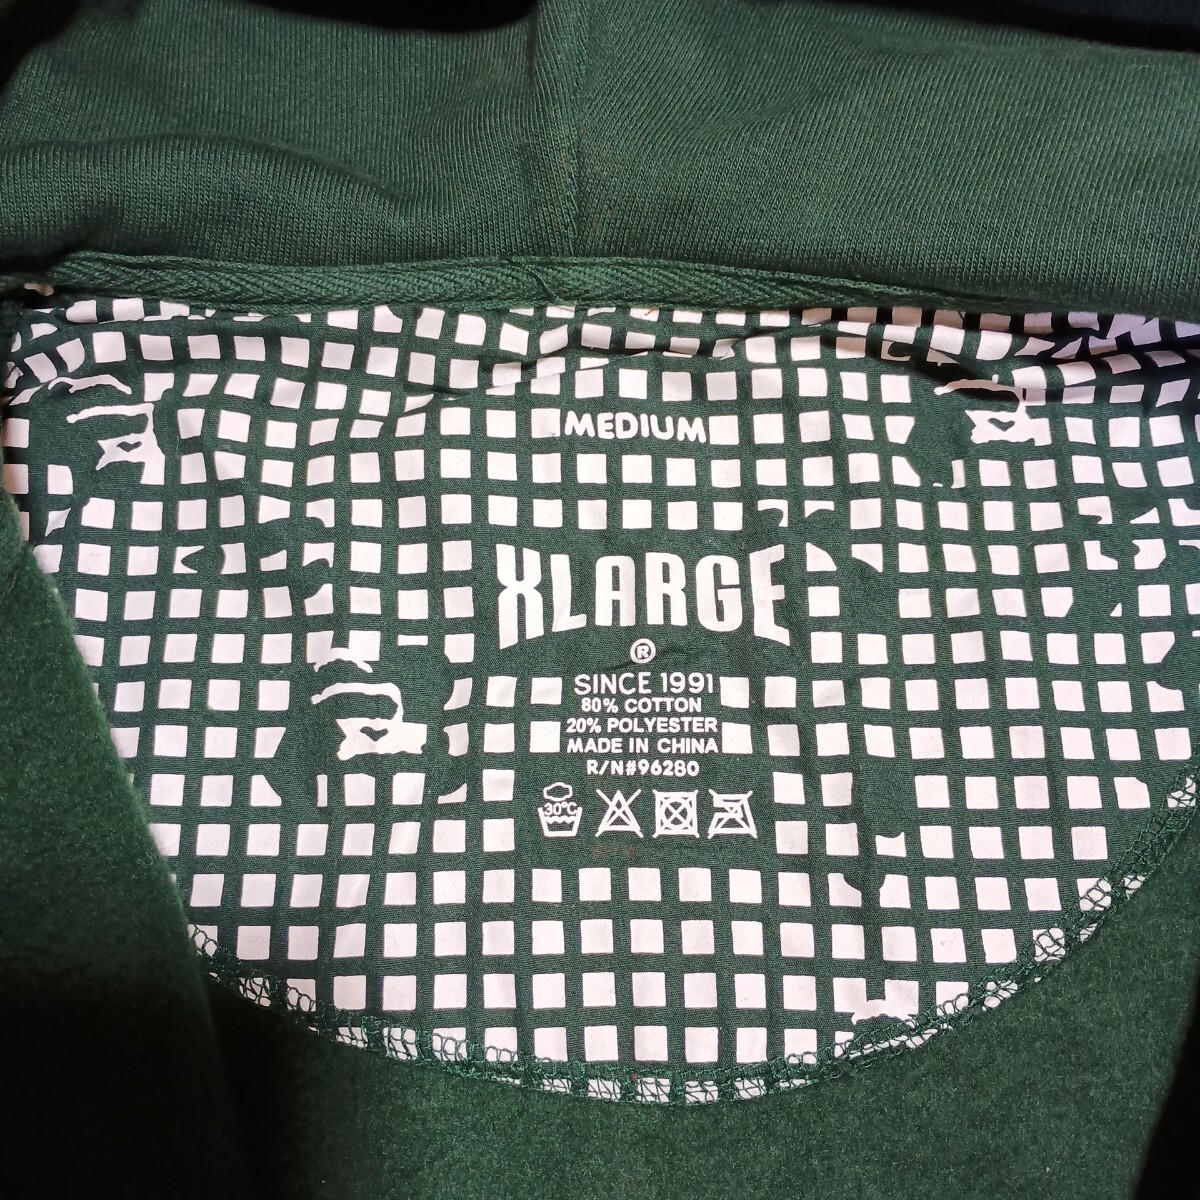 MEDIUM
XLARGE
®
SINCE 1991
80% COTTON
20% POLYESTER
MADE IN CHINA
R/N#96280
30°C